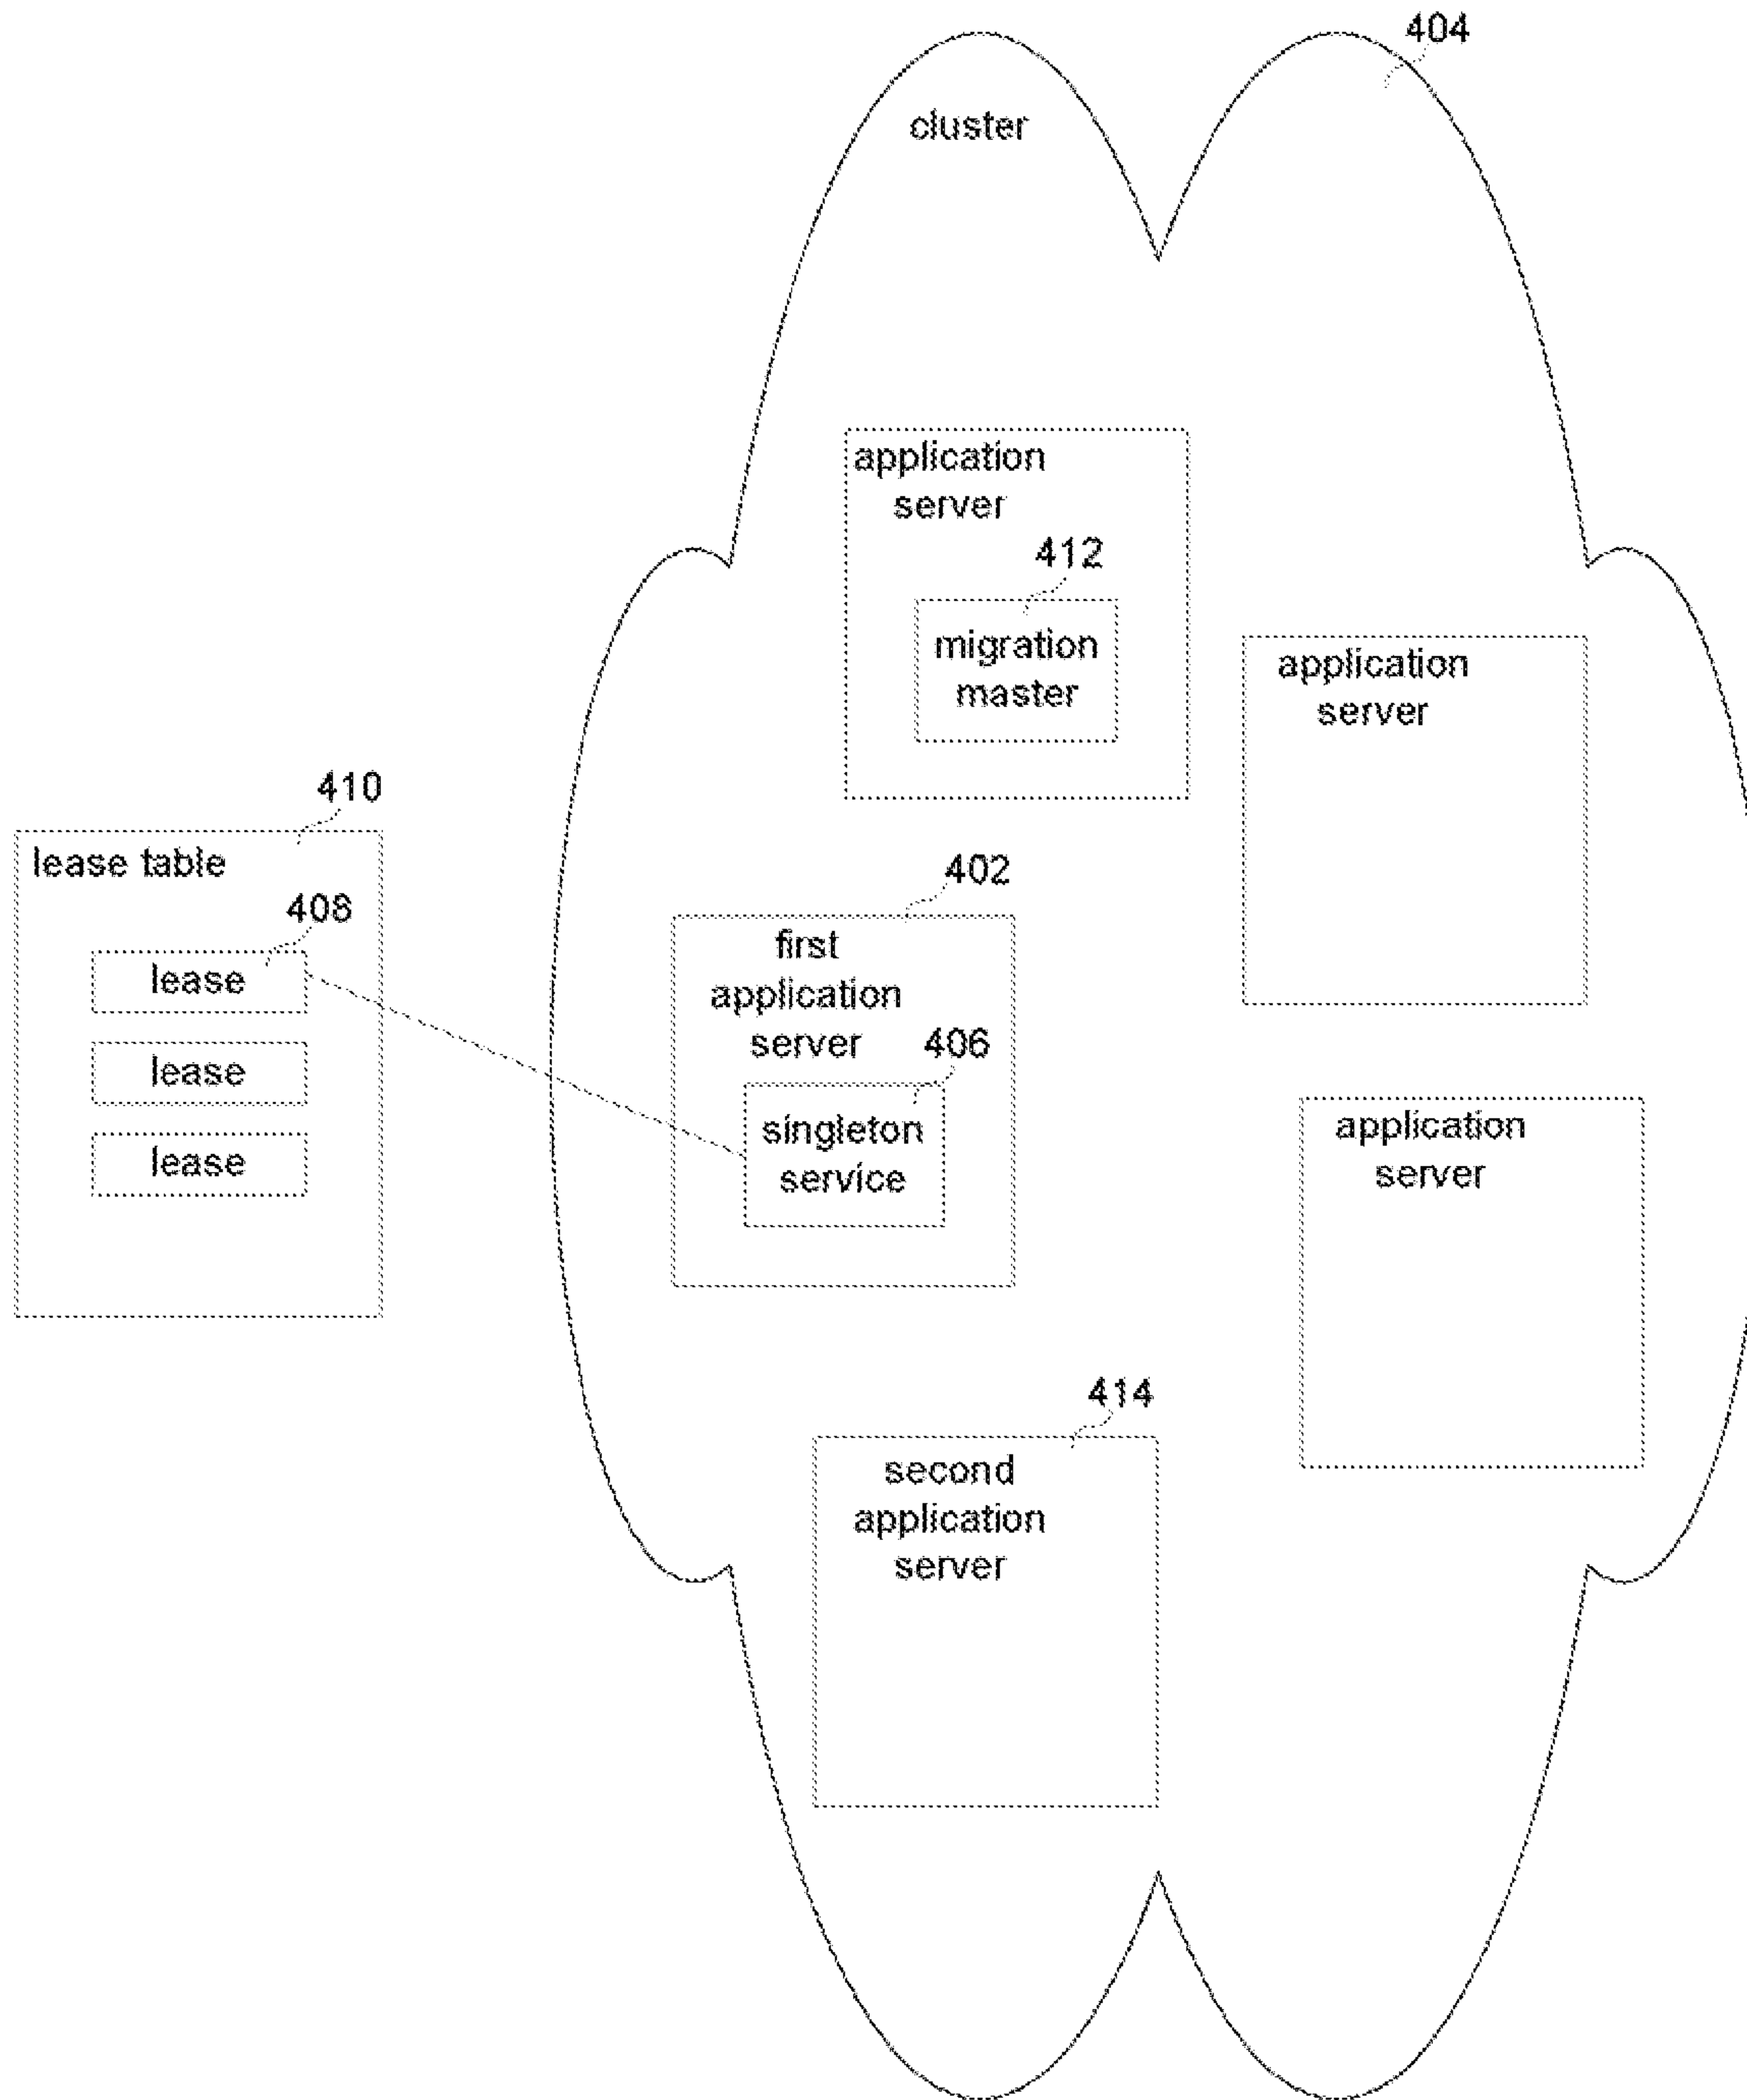 404
cluster
application
server
412
migration
master
application
server
410
lease table
408
lease
lease
lease
402
first
application
server
406
singleton
service
application
server
414
second
application
server